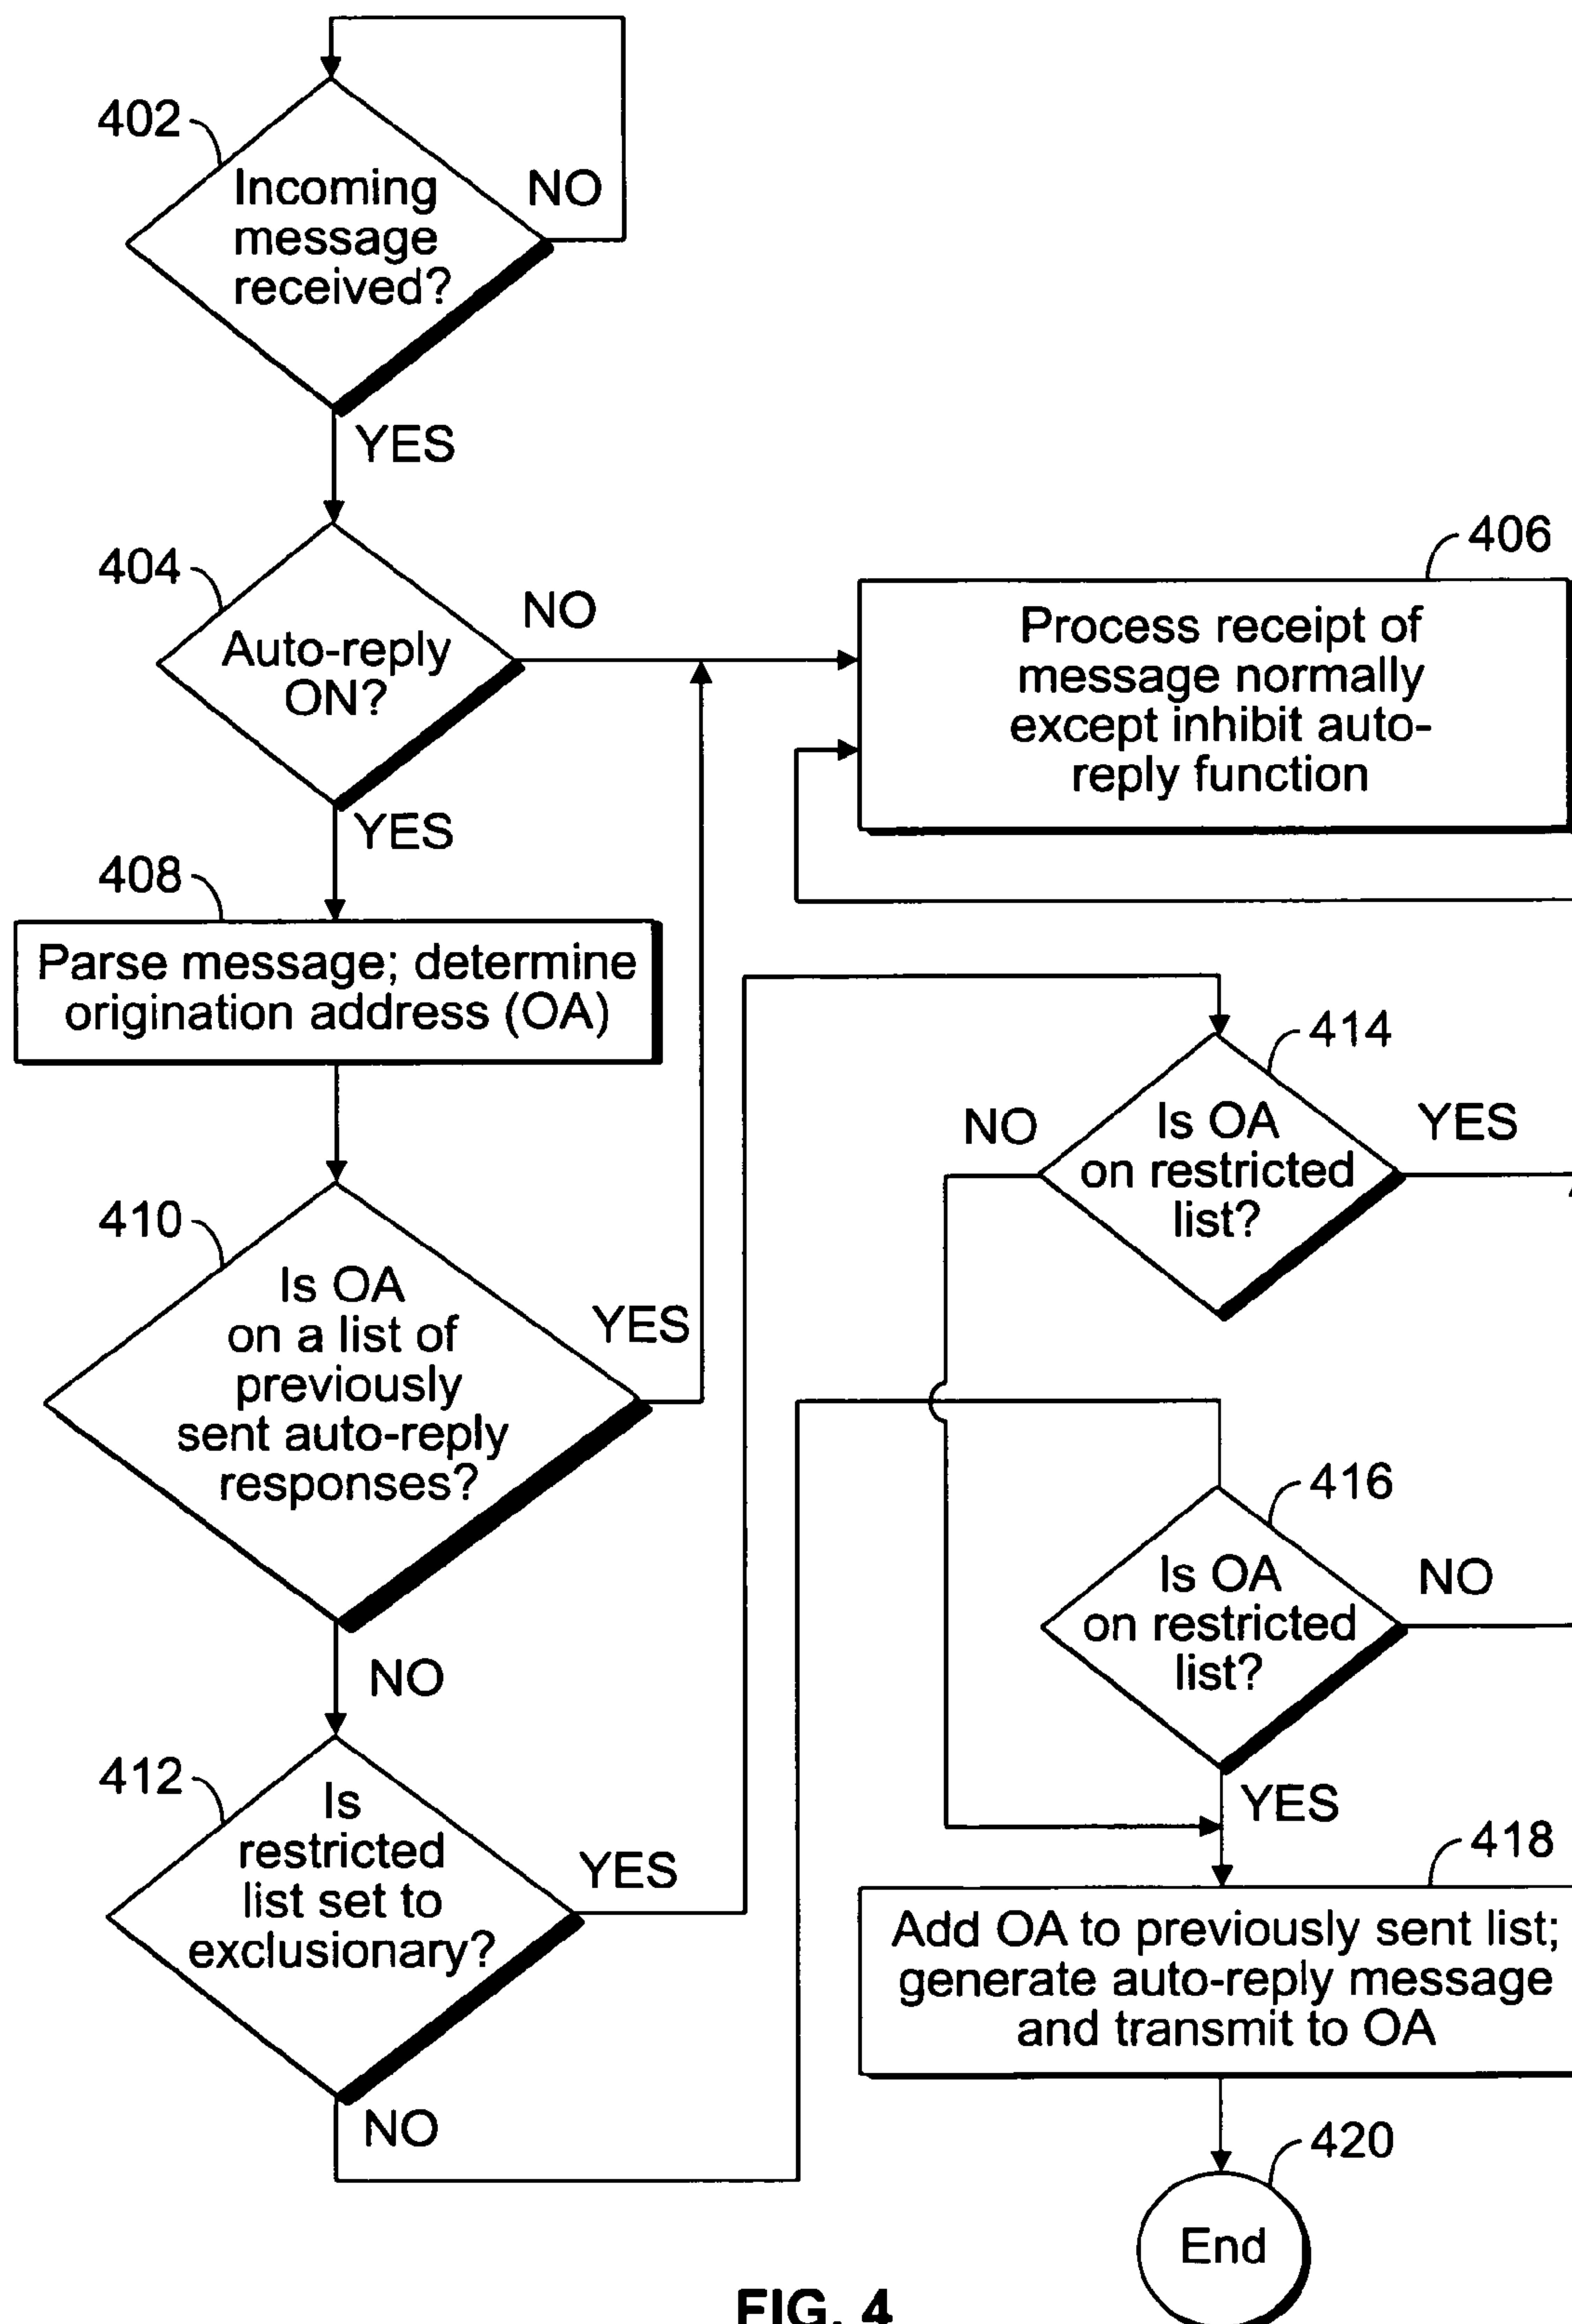 402
Incoming
message
received?
NO
YES
404
Auto-reply
ON?
NO
YES
406
Process receipt of
message normally
except inhibit auto-
reply function
408
Parse message; determine
origination address (OA)
410
Is OA
on a list of
previously
sent auto-reply
responses?
YES
NO
412
Is
restricted
list set to
exclusionary?
YES
NO
414
Is OA
on restricted
list?
NO
YES
416
Is OA
on restricted
list?
NO
YES
418
Add OA to previously sent list;
generate auto-reply message
and transmit to OA
420
End
FIG. 4